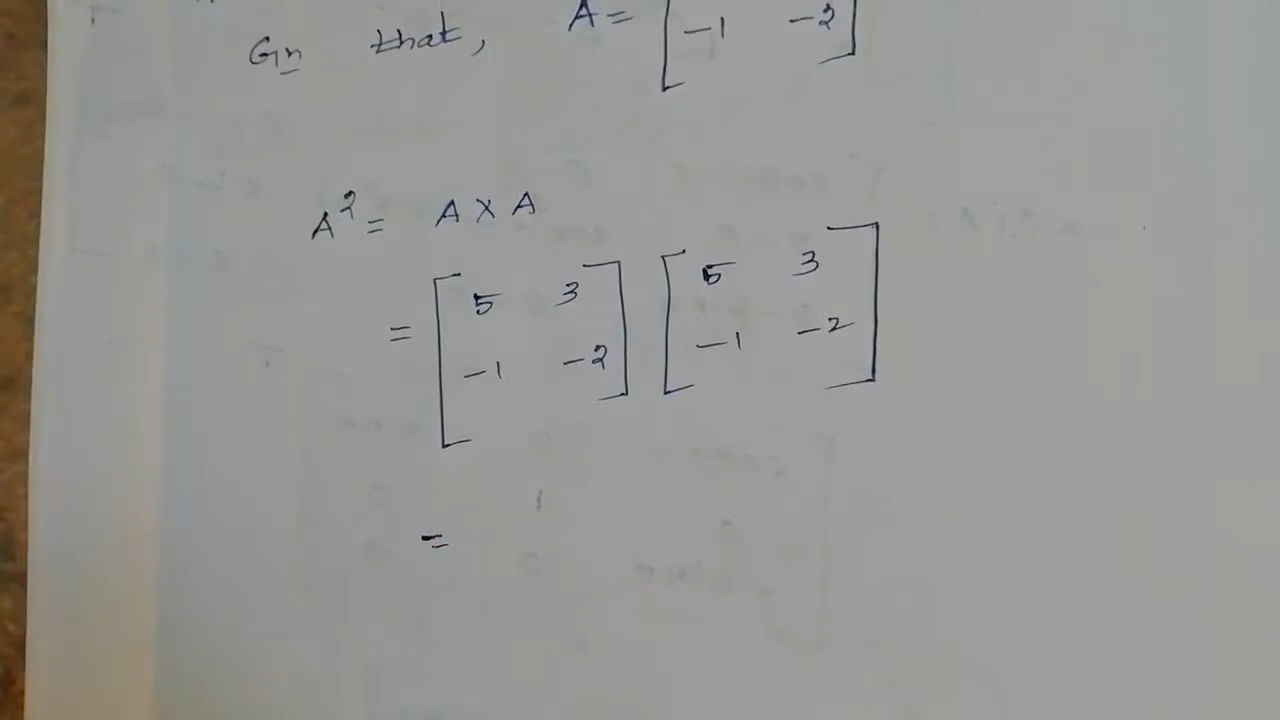 Gn that, A = [ -1 -2 ]
A² = A × A
= [ 5 3 ] [ 5 3 ]
[ -1 -2 ] [ -1 -2 ]
=